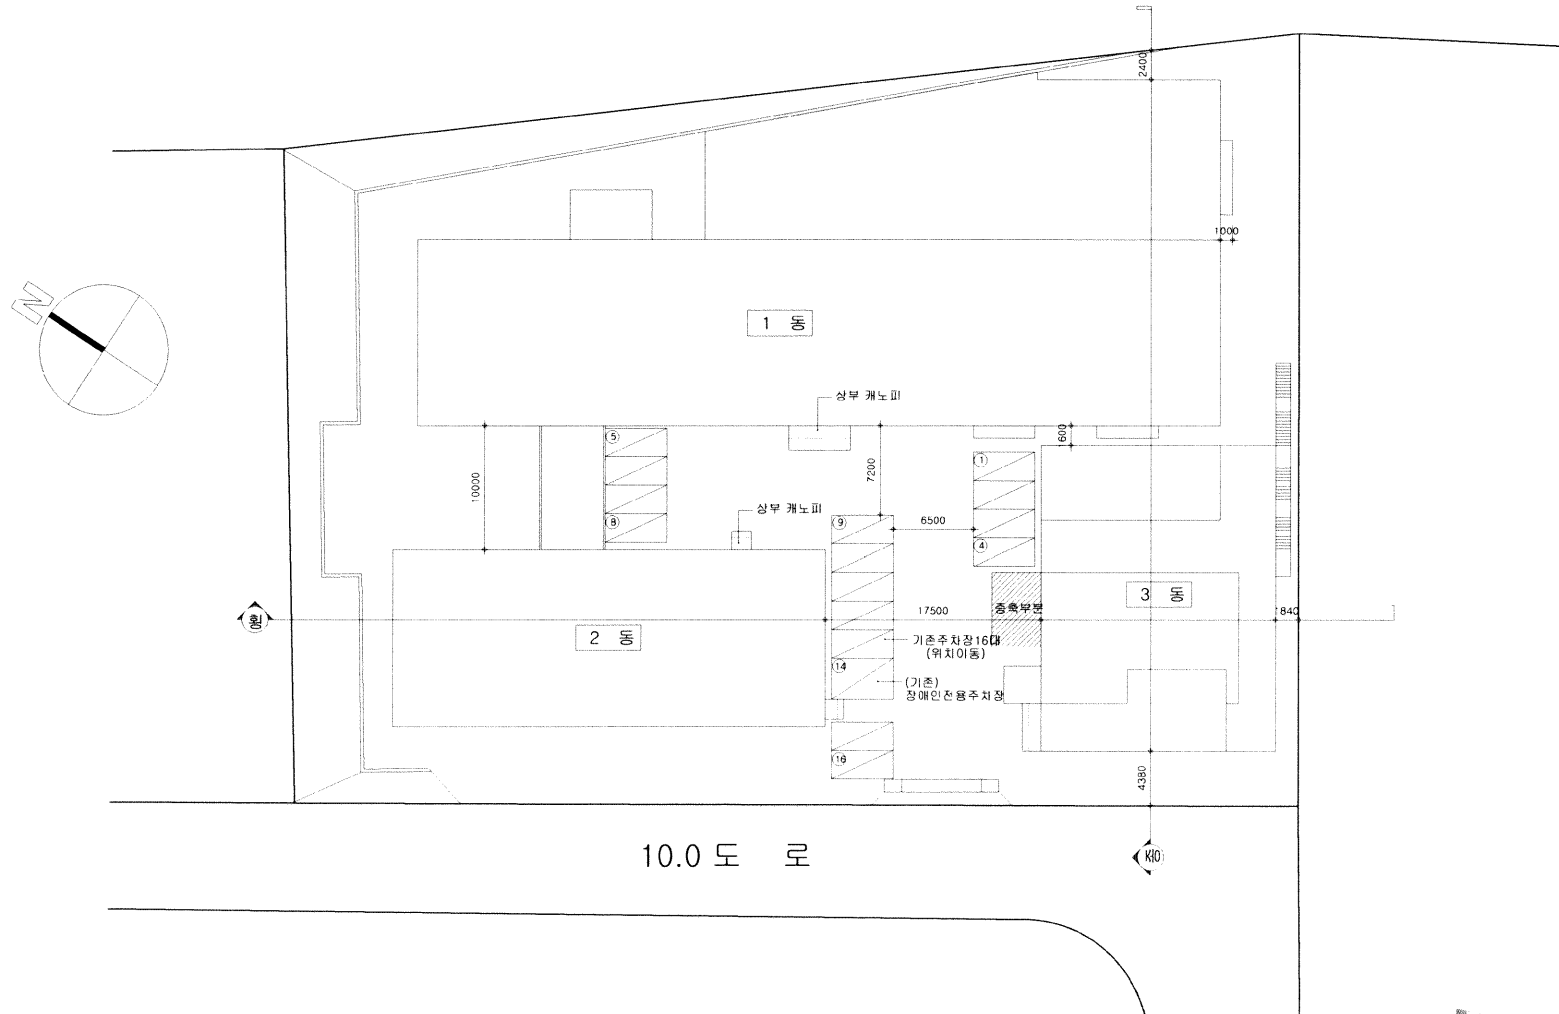 2400
N
1000
1 동
상부 캐노피
⑤
1600
①
10000
7200
상부 캐노피
⑧
⑨
6500
④
3 동
횡
17500
증축부분
1840
2 동
기존주차장16대
(위치이동)
⑭
(기존)
장애인전용주차장
⑯
4380
10.0 도 로
종